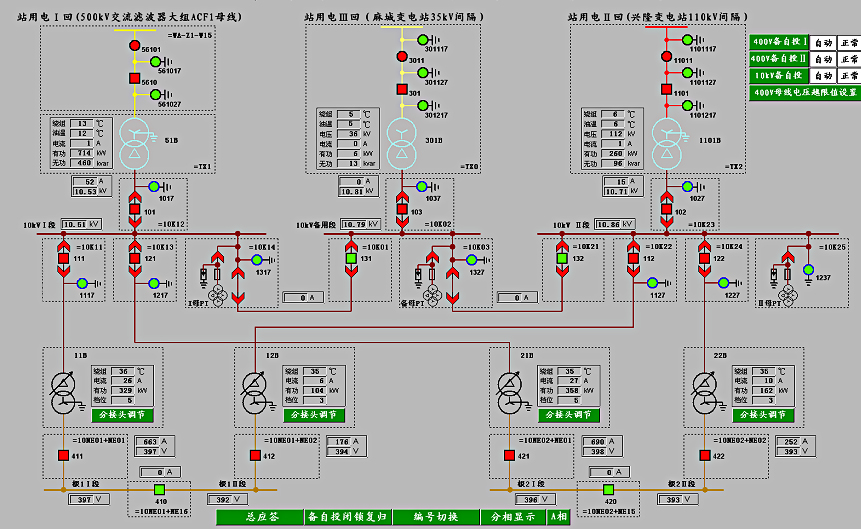 站用电Ⅰ回(500kV交流滤波器大组ACF1母线)
站用电Ⅲ回(麻城变电站35kV间隔)
站用电Ⅱ回(兴隆变电站110kV间隔)
=WA-Z1-W15
56101
561017
5610
561027
301117
3011
301127
301
301217
1101117
11011
1101127
1101
1101217
400V备自投Ⅰ 自动 正常
400V备自投Ⅱ 自动 正常
10kV备自投 自动 正常
400V母线电压越限值设置
绕组 13 ℃
油温 12 ℃
电流 1 A
有功 714 kW
无功 460 kvar
51B
=TX1
绕组 5 ℃
油温 5 ℃
电压 36 kV
电流 0 A
有功 6 kW
无功 13 kvar
301B
=TX0
绕组 6 ℃
油温 6 ℃
电压 112 kV
电流 1 A
有功 260 kW
无功 96 kvar
1101B
=TX2
52 A
10.53 kV
1017
101
=10K12
0 A
10.81 kV
1037
103
=10K02
15 A
10.71 kV
1027
102
=10K23
10kVⅠ段 10.51 kV
10kV备用段 10.79 kV
10kV Ⅱ段 10.86 kV
=10K11
111
1117
=10K13
121
1217
=10K14
1317
Ⅰ母PT
0 A
=10K01
131
=10K03
1327
备母PT
0 A
=10K21
132
=10K22
112
1127
=10K24
122
1227
=10K25
1237
Ⅱ母PT
11B
绕组 36 ℃
电流 26 A
有功 329 kW
档位 5
分接头调节
12B
绕组 35 ℃
电流 6 A
有功 104 kW
档位 3
分接头调节
21B
绕组 35 ℃
电流 27 A
有功 358 kW
档位 5
分接头调节
22B
绕组 35 ℃
电流 10 A
有功 162 kW
档位 3
分接头调节
=10NE01+NE01
411
663 A
397 V
=10NE01+NE02
412
176 A
394 V
=10NE02+NE01
421
690 A
398 V
=10NE02+NE02
422
252 A
393 V
0 A
0 A
极1Ⅰ段
397 V
410
=10NE01+NE16
极1Ⅱ段
392 V
极2Ⅰ段
396 V
420
=10NE02+NE15
极2Ⅱ段
393 V
总应答 备自投闭锁复归 编号切换 分相显示 A相